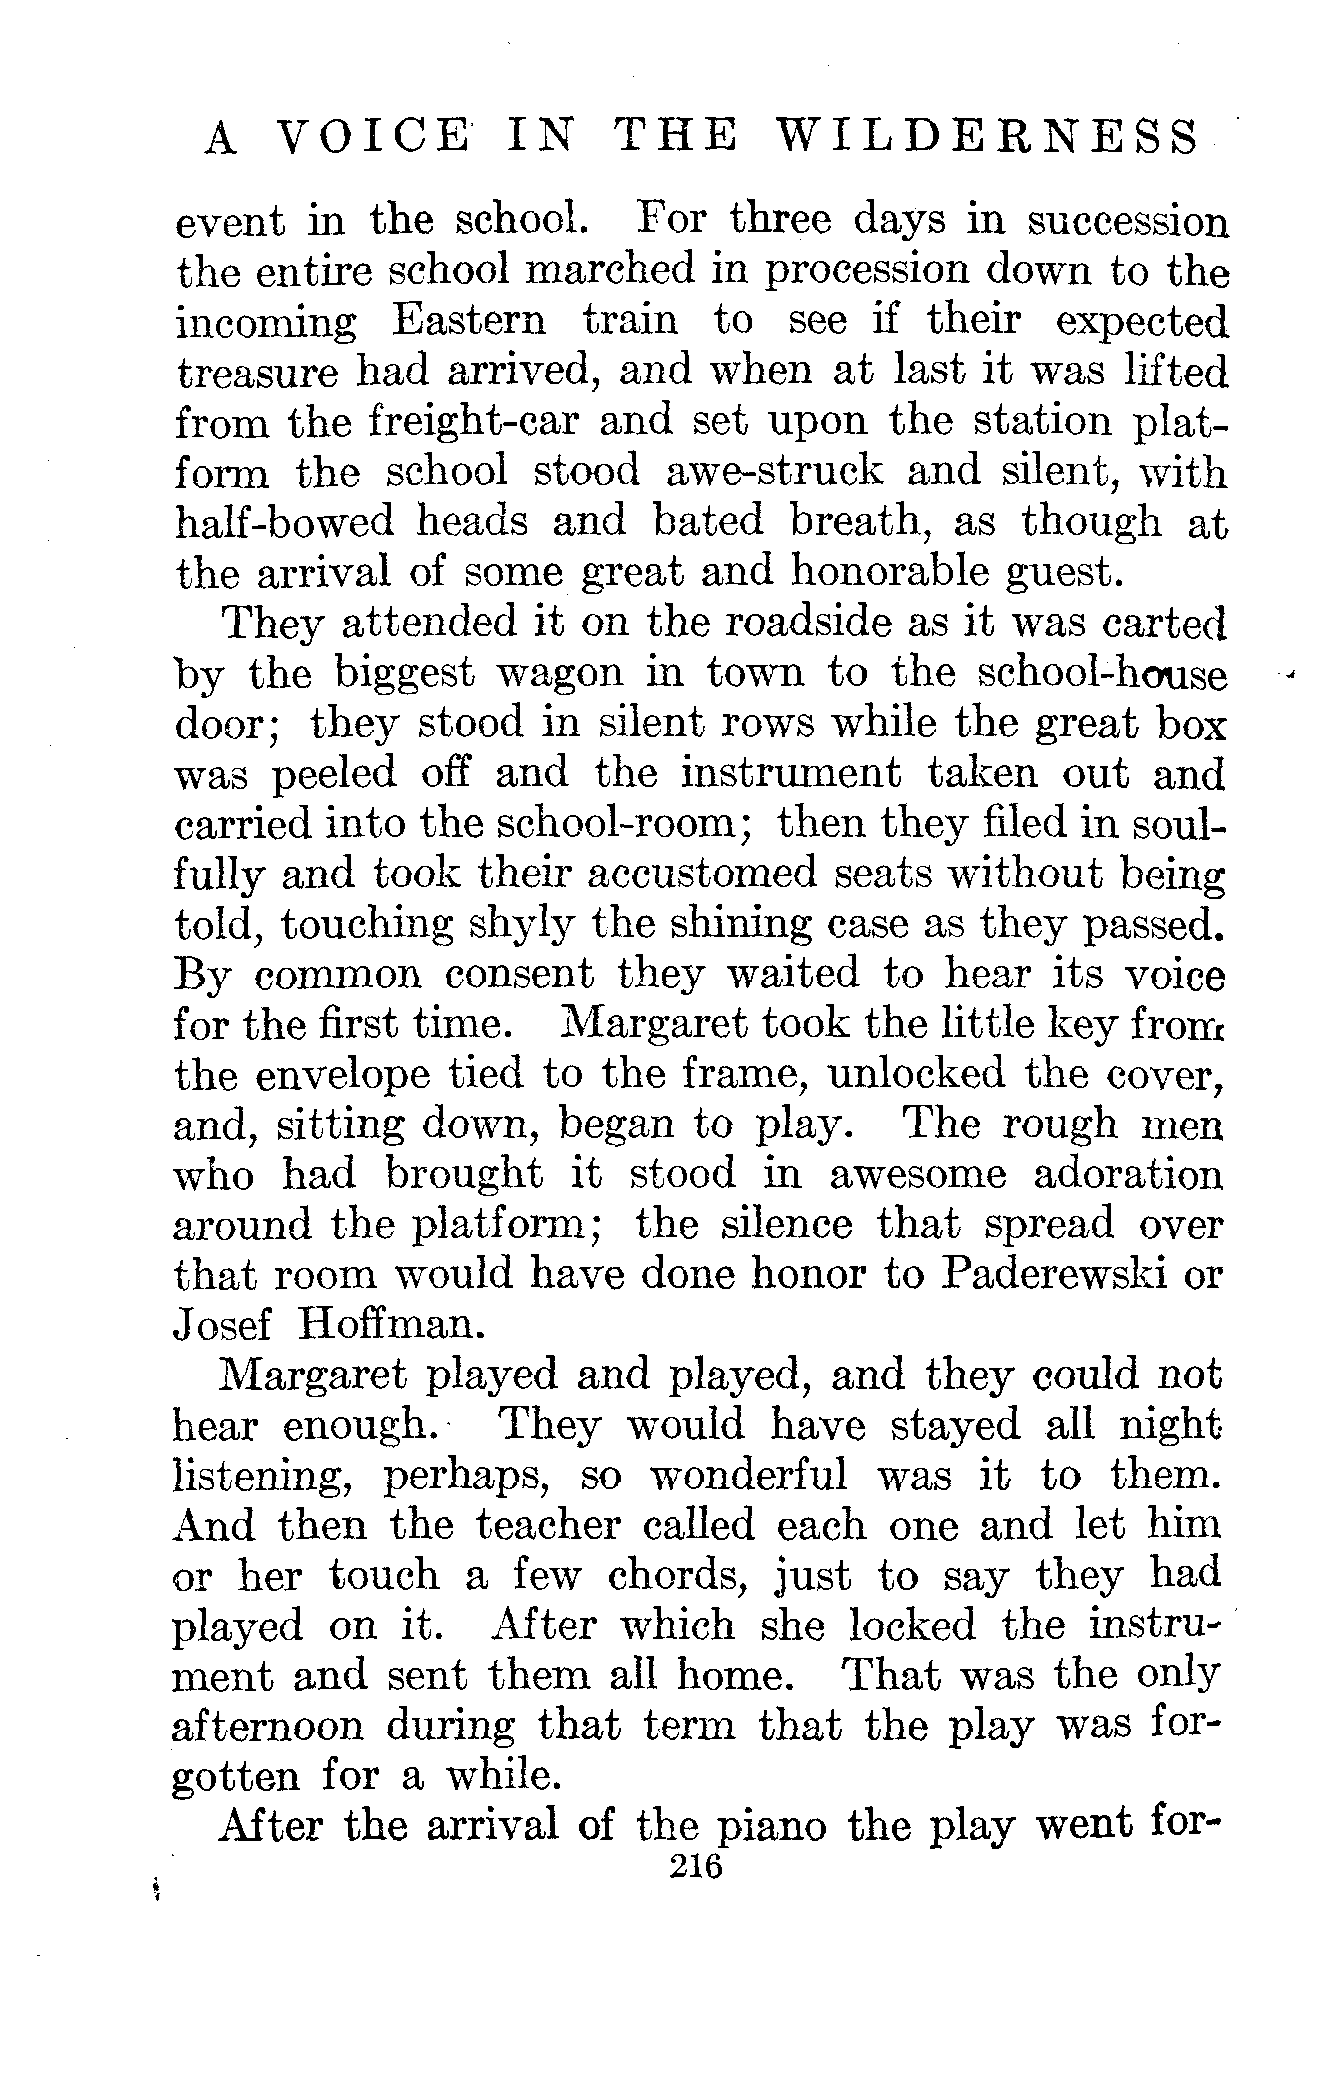 A VOICE IN THE WILDERNESS
event in the school. For three days in succession
the entire school marched in procession down to the
incoming Eastern train to see if their expected
treasure had arrived, and when at last it was lifted
from the freight-car and set upon the station plat-
form the school stood awe-struck and silent, with
half-bowed heads and bated breath, as though at
the arrival of some great and honorable guest.
They attended it on the roadside as it was carted
by the biggest wagon in town to the school-house
door; they stood in silent rows while the great box
was peeled off and the instrument taken out and
carried into the school-room; then they filed in soul-
fully and took their accustomed seats without being
told, touching shyly the shining case as they passed.
By common consent they waited to hear its voice
for the first time. Margaret took the little key from
the envelope tied to the frame, unlocked the cover,
and, sitting down, began to play. The rough men
who had brought it stood in awesome adoration
around the platform; the silence that spread over
that room would have done honor to Paderewski or
Josef Hoffman.
Margaret played and played, and they could not
hear enough. They would have stayed all night
listening, perhaps, so wonderful was it to them.
And then the teacher called each one and let him
or her touch a few chords, just to say they had
played on it. After which she locked the instru-
ment and sent them all home. That was the only
afternoon during that term that the play was for-
gotten for a while.
After the arrival of the piano the play went for-
216